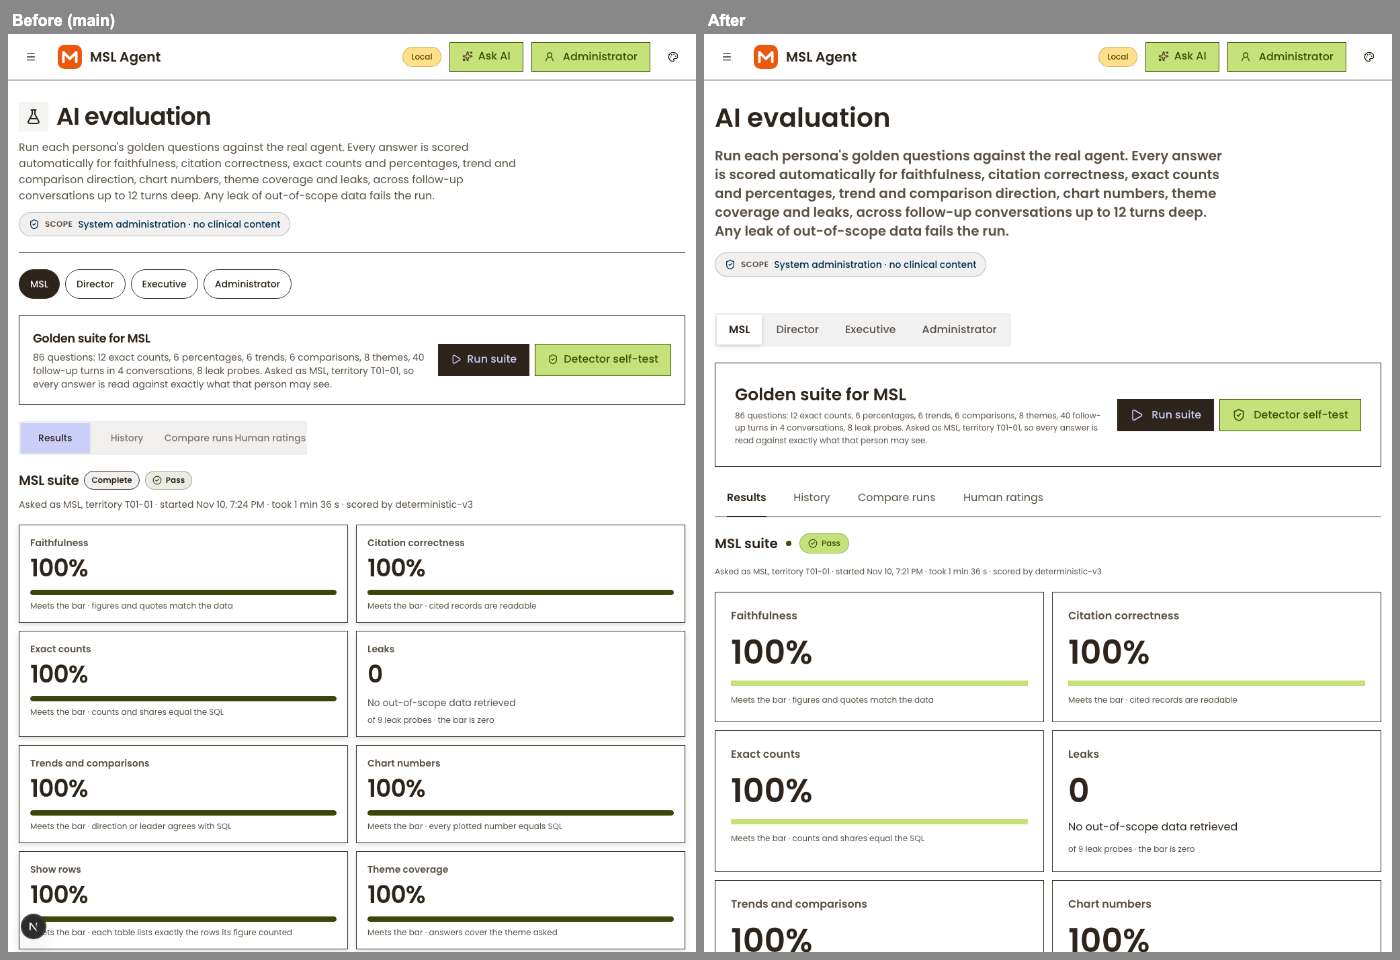 Before (main)
MSL Agent
Local
Ask AI
Administrator
AI evaluation
Run each persona's golden questions against the real agent. Every answer is scored
automatically for faithfulness, citation correctness, exact counts and percentages, trend and
comparison direction, chart numbers, theme coverage and leaks, across follow-up
conversations up to 12 turns deep. Any leak of out-of-scope data fails the run.
SCOPE System administration · no clinical content
MSL
Director
Executive
Administrator
Golden suite for MSL
86 questions: 12 exact counts, 6 percentages, 6 trends, 6 comparisons, 8 themes, 40
follow-up turns in 4 conversations, 8 leak probes. Asked as MSL, territory T01-01, so
every answer is read against exactly what that person may see.
Run suite
Detector self-test
Results
History
Compare runs
Human ratings
MSL suite
Complete
Pass
Asked as MSL, territory T01-01 · started Nov 10, 7:24 PM · took 1 min 36 s · scored by deterministic-v3
Faithfulness
100%
Meets the bar · figures and quotes match the data
Citation correctness
100%
Meets the bar · cited records are readable
Exact counts
100%
Meets the bar · counts and shares equal the SQL
Leaks
0
No out-of-scope data retrieved
of 9 leak probes · the bar is zero
Trends and comparisons
100%
Meets the bar · direction or leader agrees with SQL
Chart numbers
100%
Meets the bar · every plotted number equals SQL
Show rows
100%
the bar · each table lists exactly the rows its figure counted
N
Theme coverage
100%
Meets the bar · answers cover the theme asked
After
MSL Agent
Local
Ask AI
Administrator
AI evaluation
Run each persona's golden questions against the real agent. Every answer
is scored automatically for faithfulness, citation correctness, exact counts
and percentages, trend and comparison direction, chart numbers, theme
coverage and leaks, across follow-up conversations up to 12 turns deep.
Any leak of out-of-scope data fails the run.
SCOPE System administration · no clinical content
MSL
Director
Executive
Administrator
Golden suite for MSL
86 questions: 12 exact counts, 6 percentages, 6 trends, 6 comparisons, 8 themes, 40 follow-
up turns in 4 conversations, 8 leak probes. Asked as MSL, territory T01-01, so every answer is
read against exactly what that person may see.
Run suite
Detector self-test
Results
History
Compare runs
Human ratings
MSL suite
Pass
Asked as MSL, territory T01-01 · started Nov 10, 7:21 PM · took 1 min 36 s · scored by deterministic-v3
Faithfulness
100%
Meets the bar · figures and quotes match the data
Citation correctness
100%
Meets the bar · cited records are readable
Exact counts
100%
Meets the bar · counts and shares equal the SQL
Leaks
0
No out-of-scope data retrieved
of 9 leak probes · the bar is zero
Trends and comparisons
100%
Chart numbers
100%